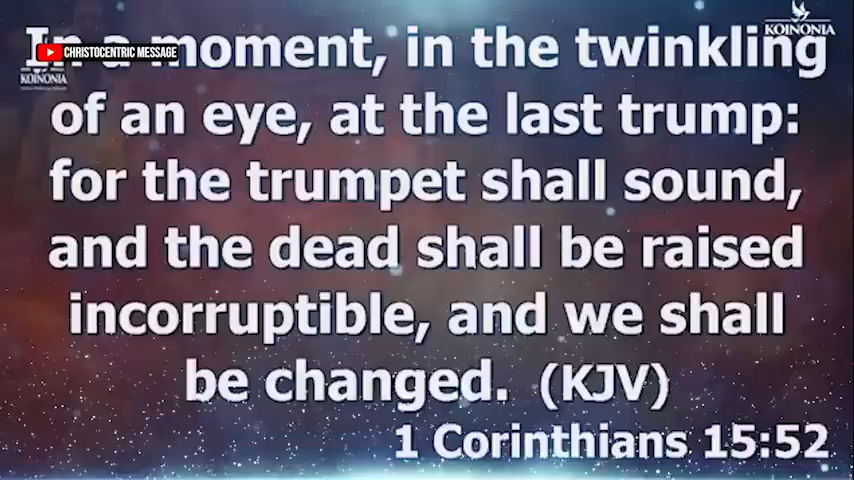 In a moment, in the twinkling
of an eye, at the last trump:
for the trumpet shall sound,
and the dead shall be raised
incorruptible, and we shall
be changed. (KJV)
1 Corinthians 15:52
CHRISTOCENTRIC MESSAGE
KOINONIA
KOINONIA